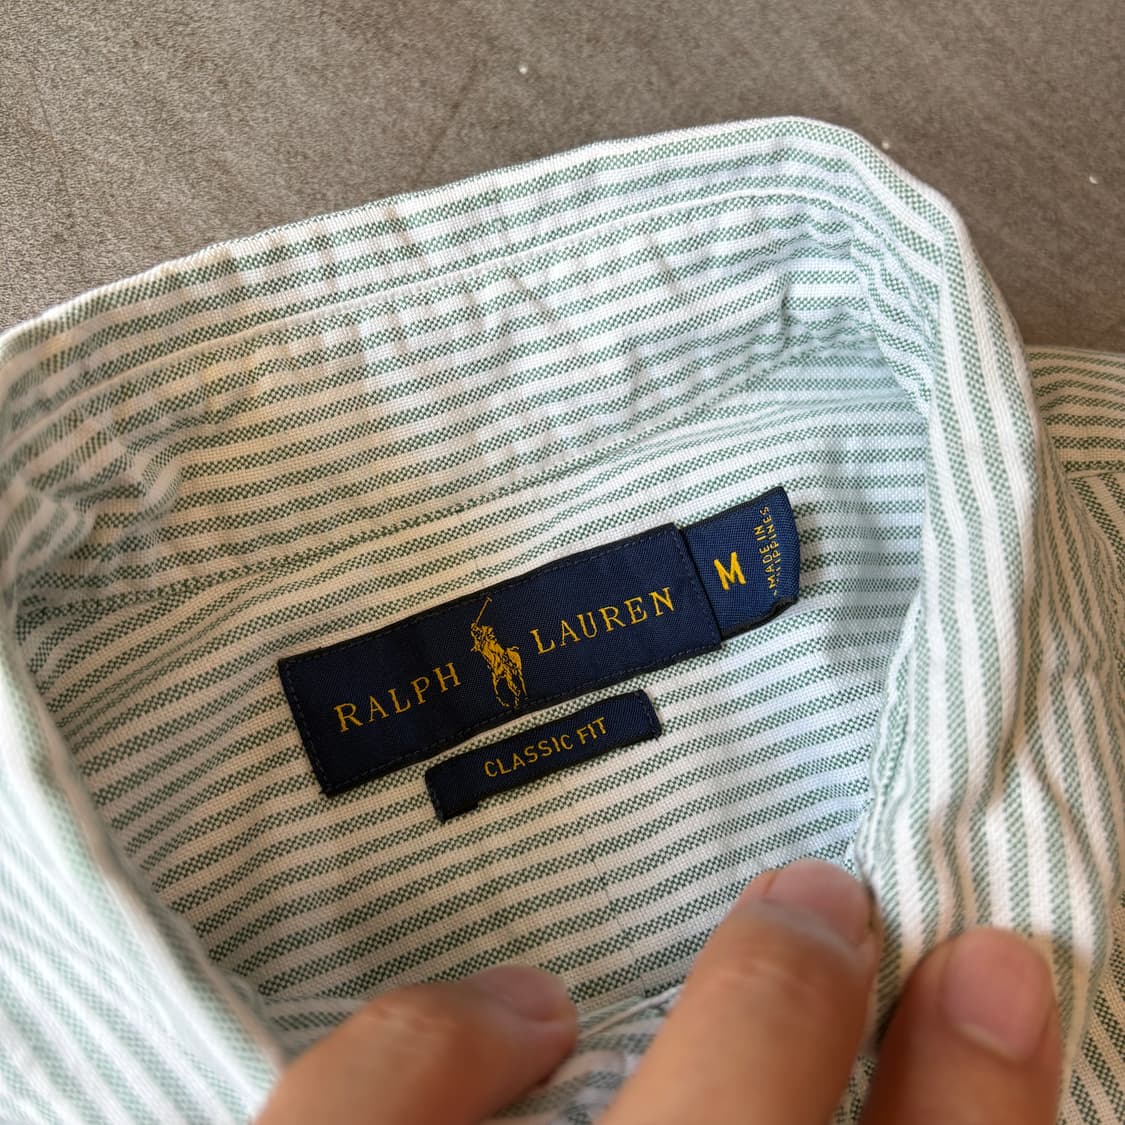 RALPH LAUREN
M
MADE IN
PHILIPPINES
CLASSIC FIT